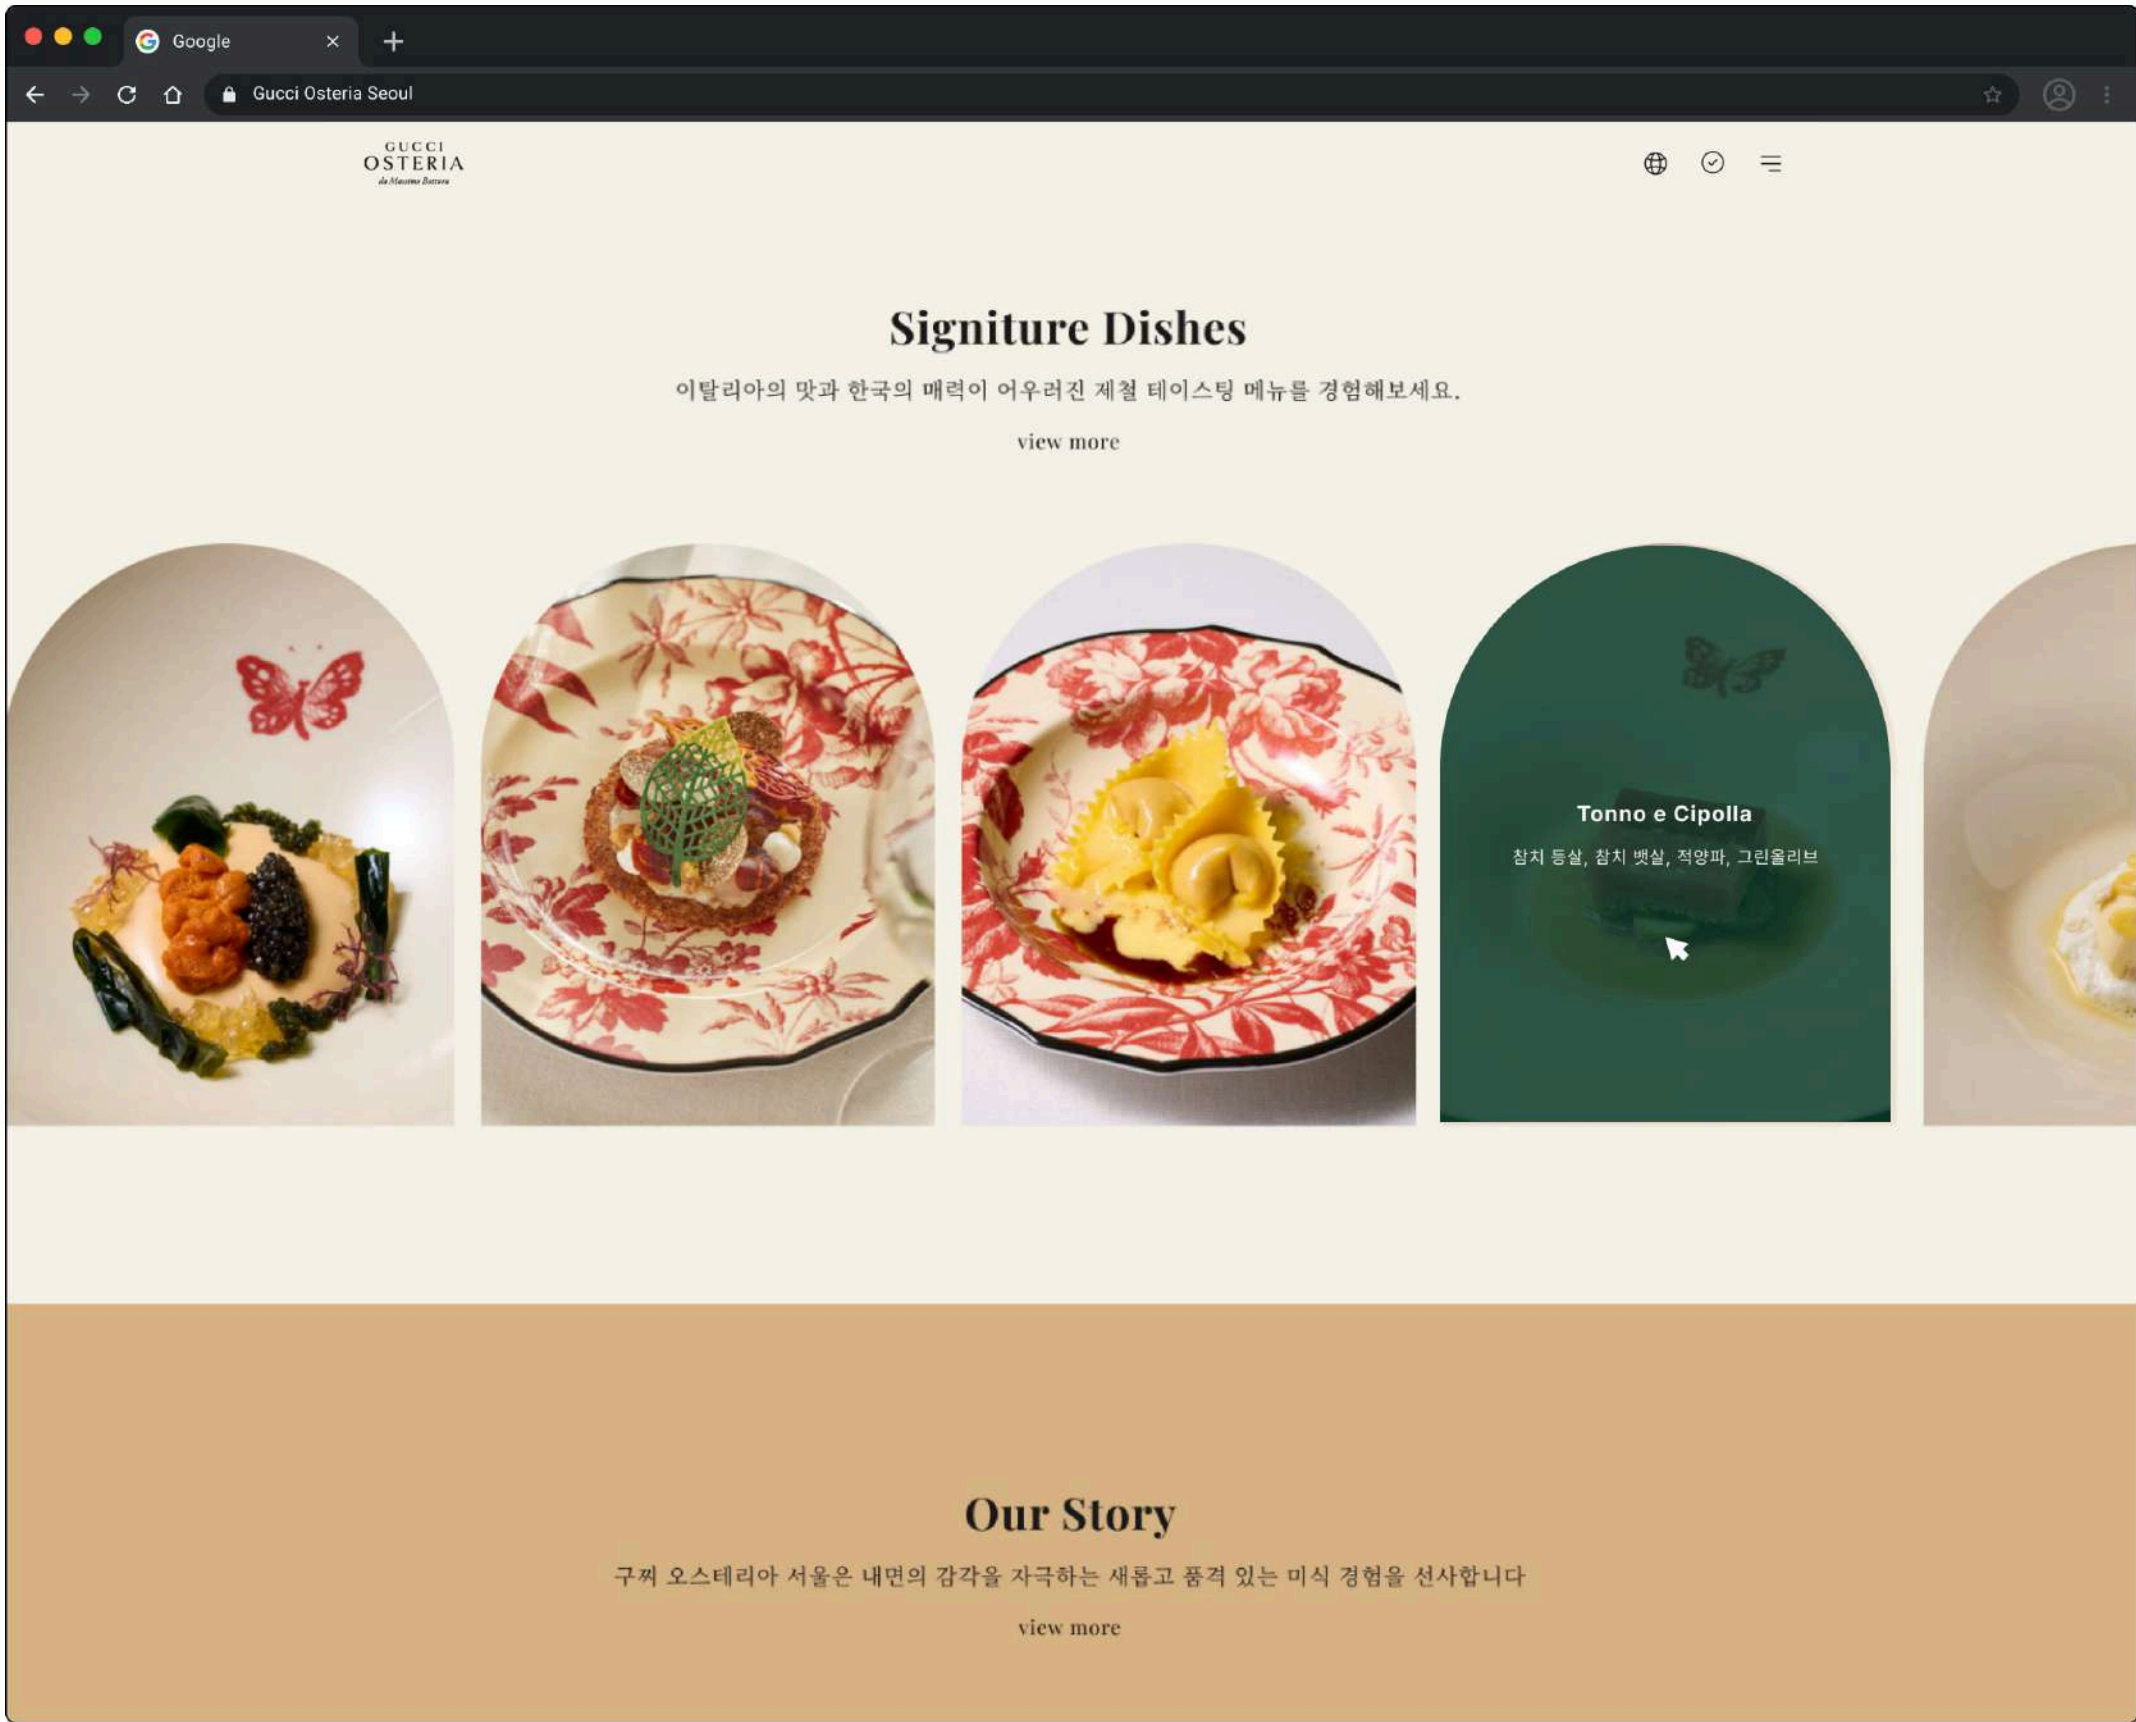 Google
Gucci Osteria Seoul
GUCCI
OSTERIA
da Massimo Bottura
Signiture Dishes
이탈리아의 맛과 한국의 매력이 어우러진 제철 테이스팅 메뉴를 경험해보세요.
view more
Tonno e Cipolla
참치 등살, 참치 뱃살, 적양파, 그린올리브
Our Story
구찌 오스테리아 서울은 내면의 감각을 자극하는 새롭고 품격 있는 미식 경험을 선사합니다
view more